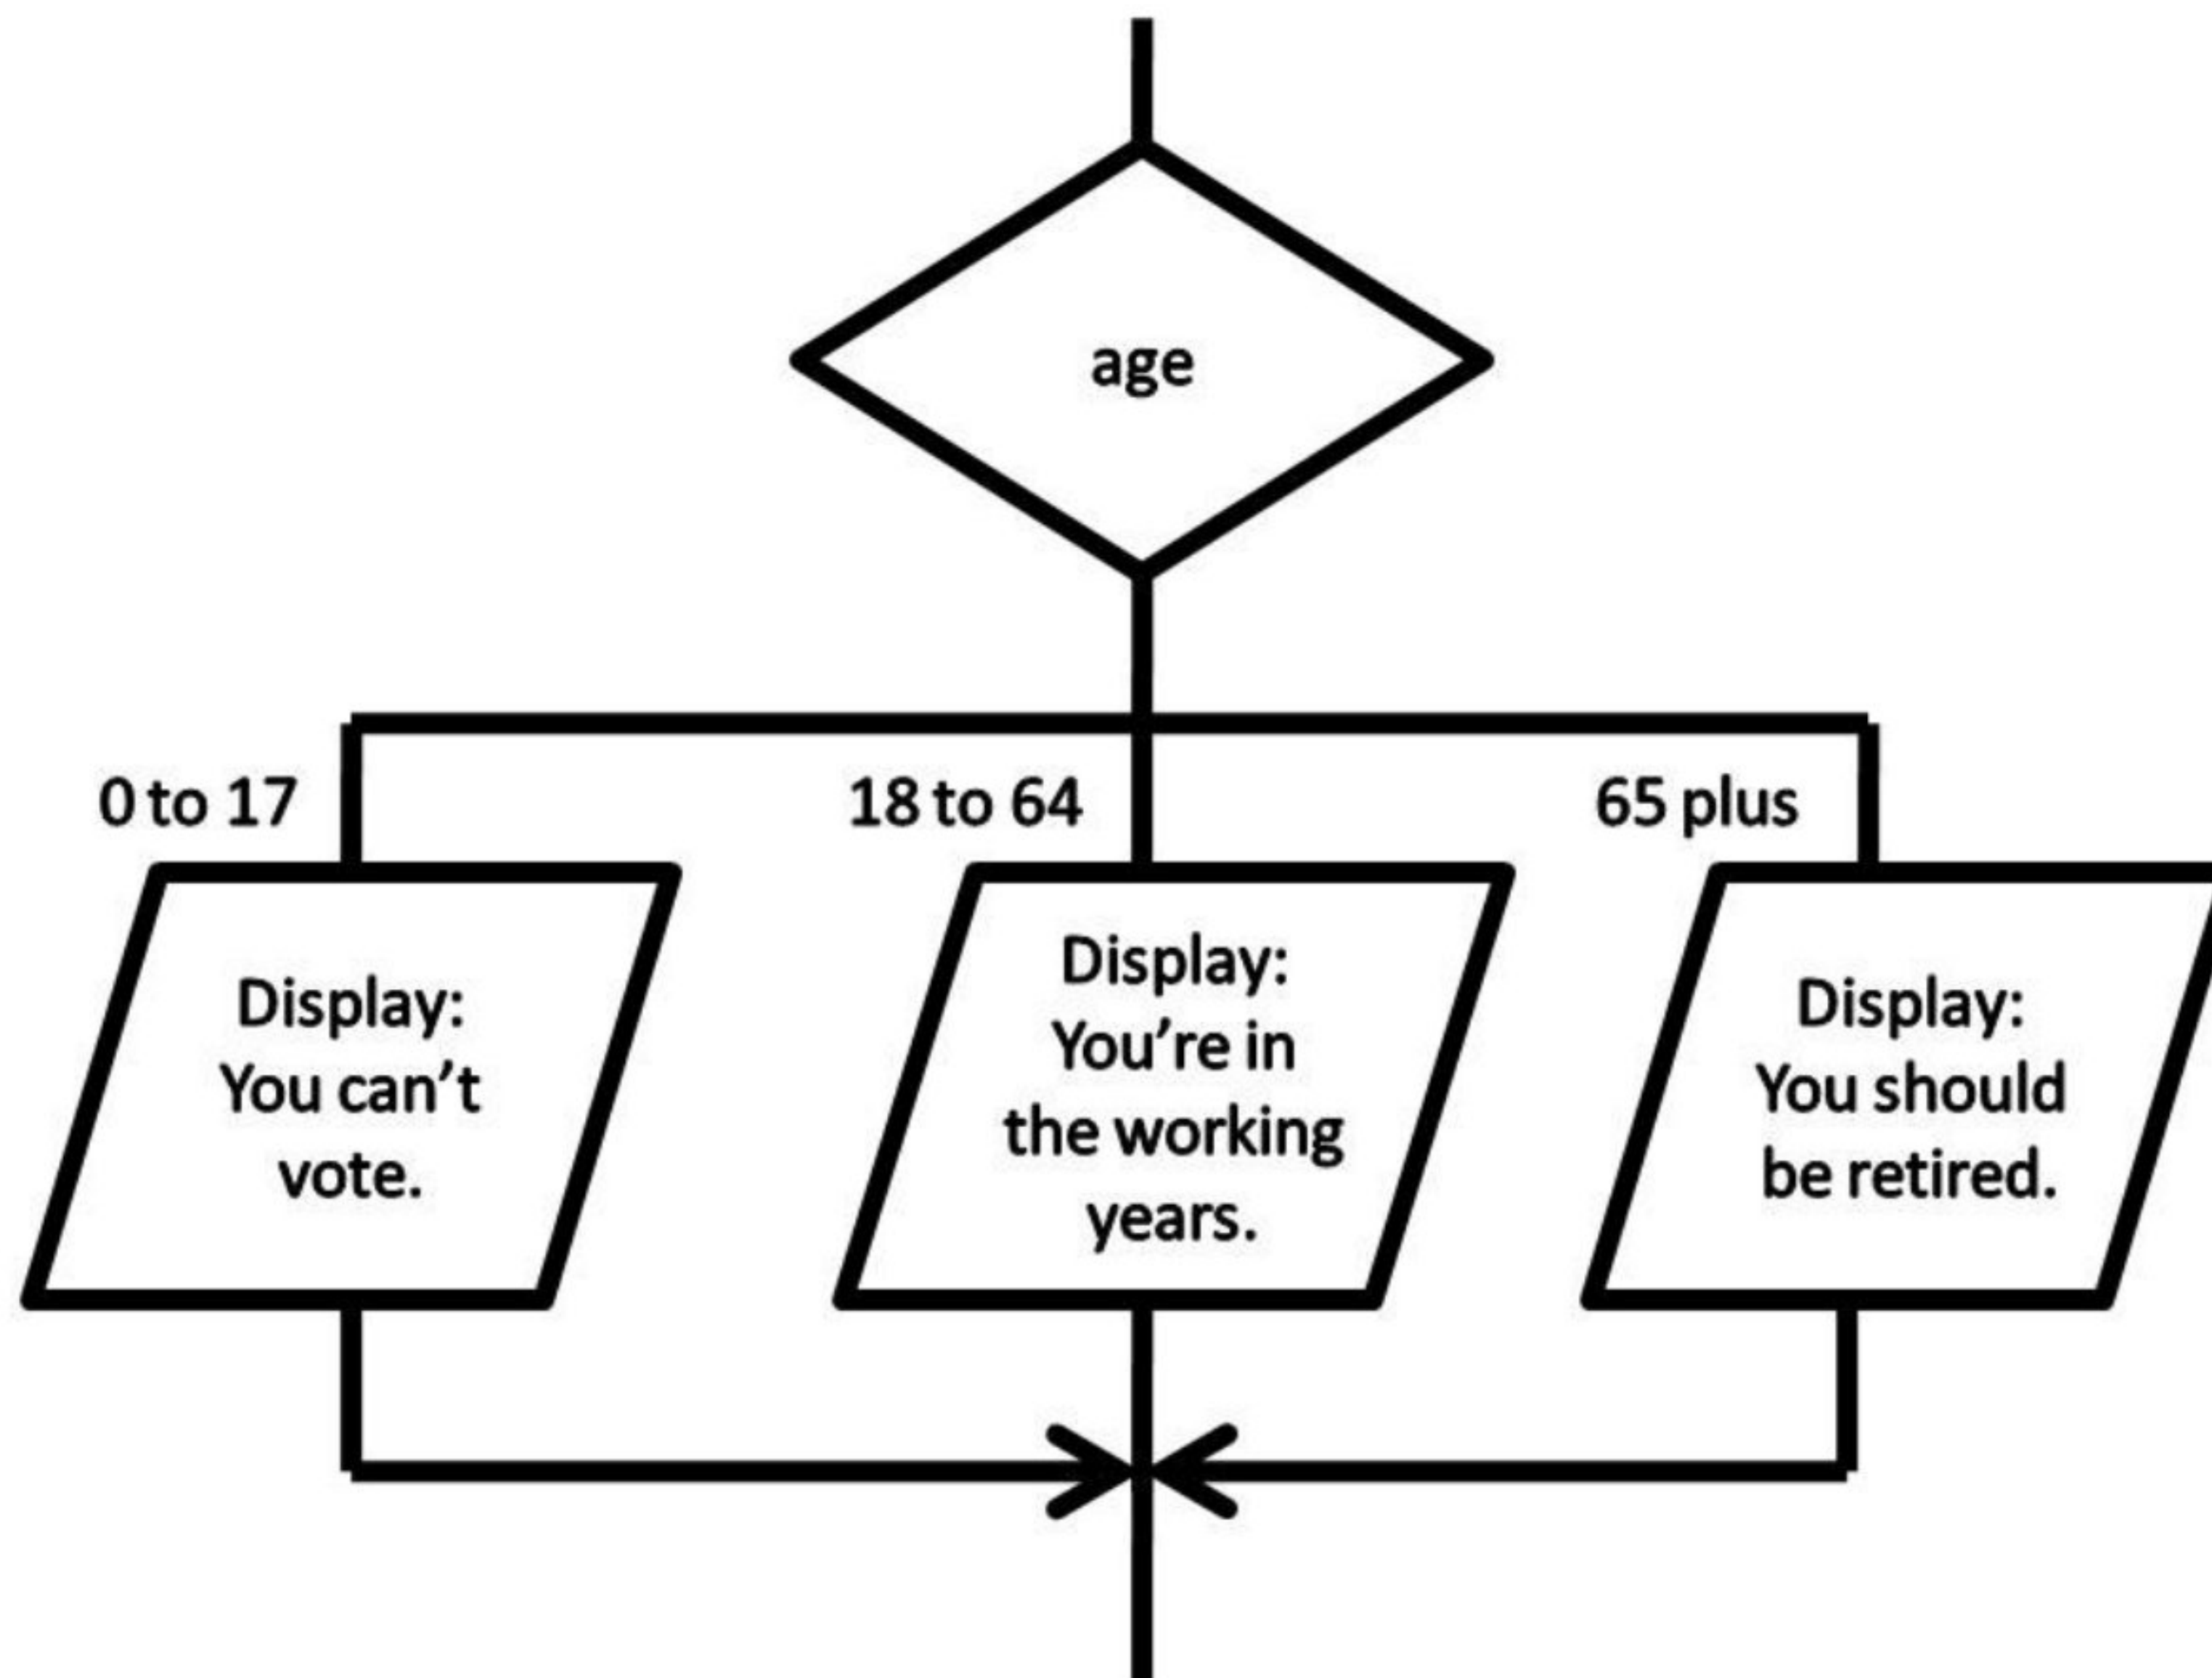 age
0 to 17
18 to 64
65 plus
Display:
You can’t
vote.
Display:
You’re in
the working
years.
Display:
You should
be retired.